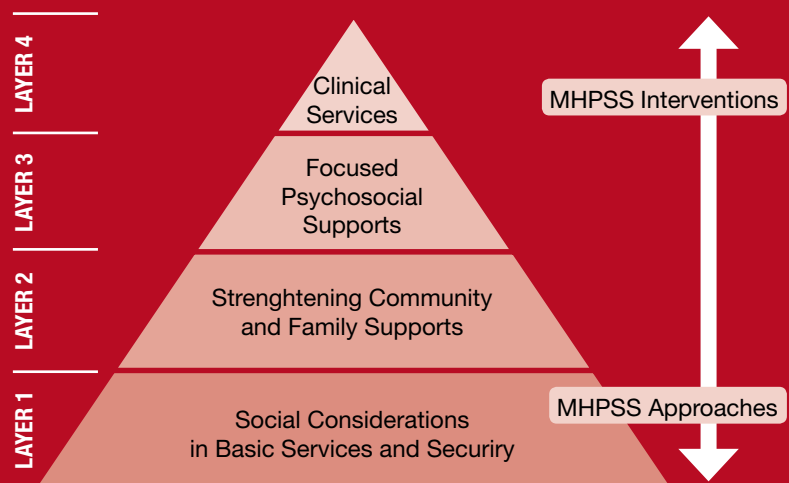 LAYER 4
Clinical
Services
MHPSS Interventions
LAYER 3
Focused
Psychosocial
Supports
LAYER 2
Strenghtening Community
and Family Supports
LAYER 1
Social Considerations
in Basic Services and Securiry
MHPSS Approaches